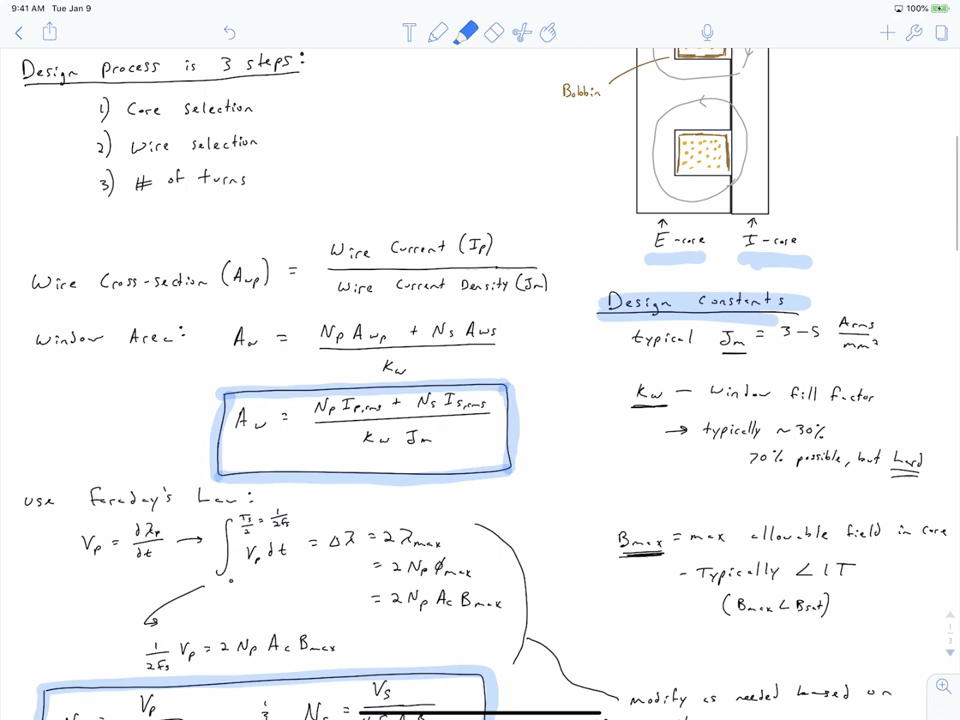 9:41 AM Tue Jan 9
100%
Design process is 3 steps:
1) Core selection
2) Wire selection
3) # of turns
Bobbin
E-core
I-core
Wire Cross-section (Awp) = Wire Current (Ip) / Wire Current Density (Jm)
Window Area: Aw = Np Awp + Ns Aws / kw
Aw = Np Ip,rms + Ns Is,rms / kw Jm
Design constants
typical Jm = 3-5 Arms / mm²
kw — window fill factor
→ typically ~30%
70% possible, but hard
use Faraday's Law:
Vp = dλp / dt → ∫₀^(Ts/2 = 1/2fs) Vp dt = Δλ = 2λmax
= 2 Np φmax
= 2 Np Ac Bmax
1/2fs Vp = 2 Np Ac Bmax
Bmax = max allowable field in core
- Typically < 1T
(Bmax < Bsat)
Vp
Vs
modify as needed based on